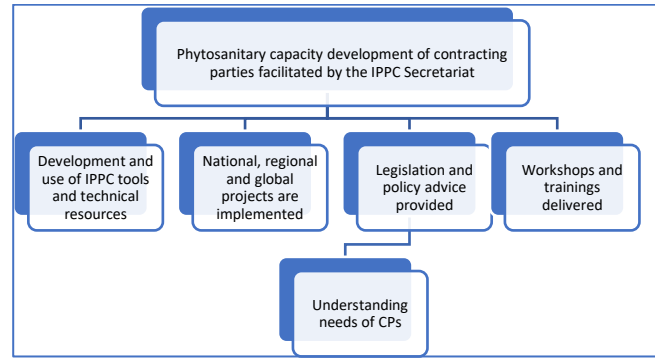 Phytosanitary capacity development of contracting
parties facilitated by the IPPC Secretariat
Development and
use of IPPC tools
and technical
resources
National, regional
and global
projects are
implemented
Legislation and
policy advice
provided
Workshops and
trainings
delivered
Understanding
needs of CPs